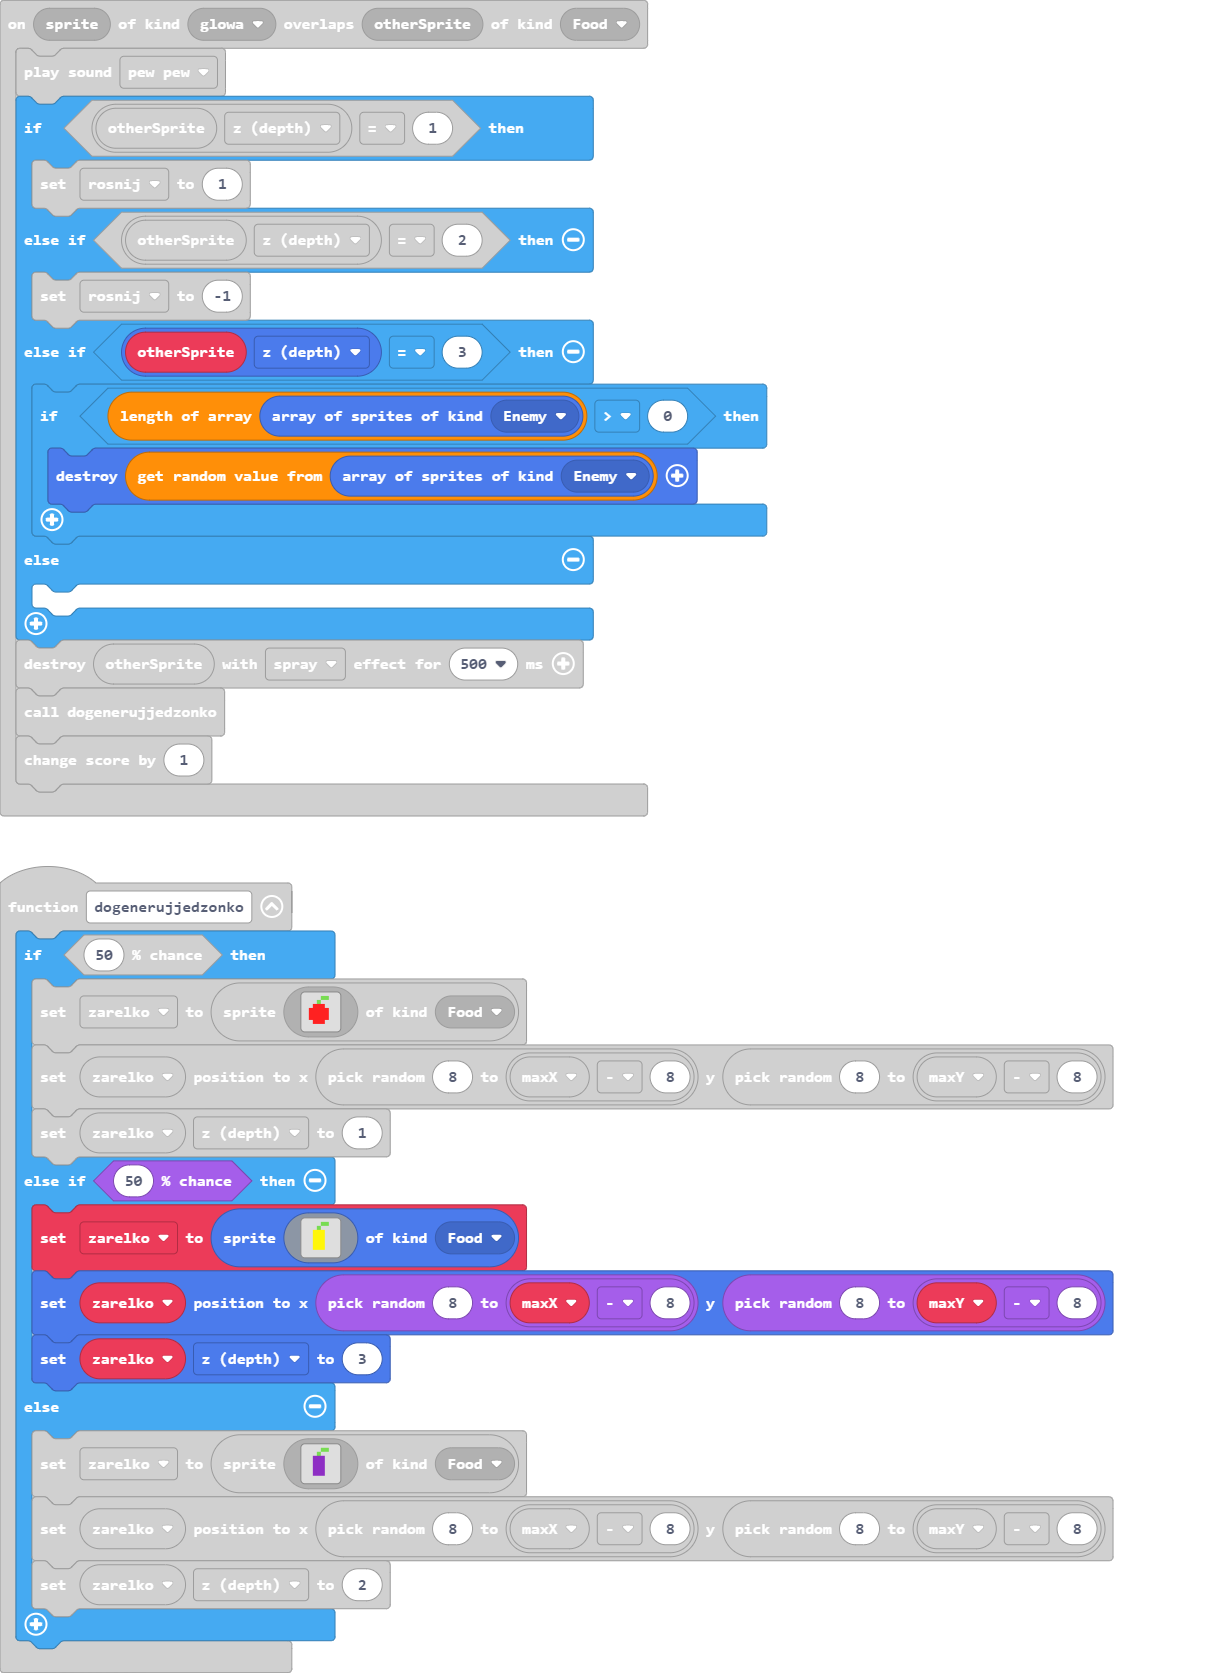 on sprite of kind glowa overlaps otherSprite of kind Food
play sound pew pew
if otherSprite z (depth) = 1 then
set rosnij to 1
else if otherSprite z (depth) = 2 then
set rosnij to -1
else if otherSprite z (depth) = 3 then
if length of array array of sprites of kind Enemy > 0 then
destroy get random value from array of sprites of kind Enemy
else
destroy otherSprite with spray effect for 500 ms
call dogenerujjedzonko
change score by 1
function dogenerujjedzonko
if 50 % chance then
set zarelko to sprite of kind Food
set zarelko position to x pick random 8 to maxX - 8 y pick random 8 to maxY - 8
set zarelko z (depth) to 1
else if 50 % chance then
set zarelko to sprite of kind Food
set zarelko position to x pick random 8 to maxX - 8 y pick random 8 to maxY - 8
set zarelko z (depth) to 3
else
set zarelko to sprite of kind Food
set zarelko position to x pick random 8 to maxX - 8 y pick random 8 to maxY - 8
set zarelko z (depth) to 2